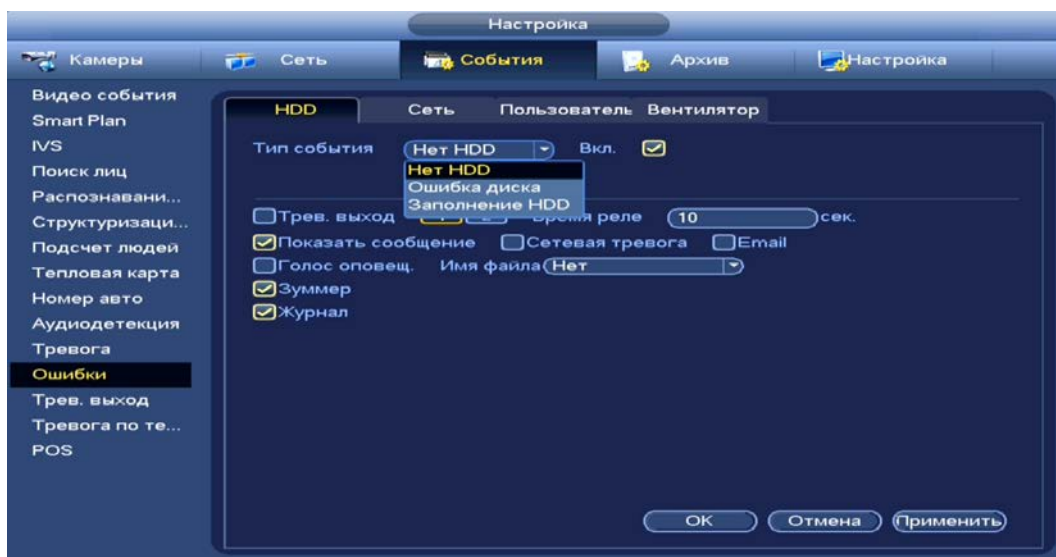 Настройка
Камеры Сеть События Архив Настройка
Видео события
Smart Plan
IVS
Поиск лиц
Распознавани...
Структуризаци...
Подсчет людей
Тепловая карта
Номер авто
Аудиодетекция
Тревога
Ошибки
Трев. выход
Тревога по те...
POS
HDD Сеть Пользователь Вентилятор
Тип события Нет HDD Вкл.
Нет HDD
Ошибка диска
Заполнение HDD
Трев. выход 1 2 Время реле 10 сек.
Показать сообщение Сетевая тревога Email
Голос оповещ. Имя файла Нет
Зуммер
Журнал
OK Отмена Применить